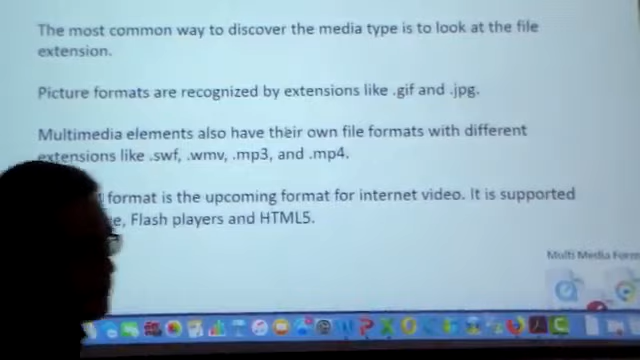 The most common way to discover the media type is to look at the file
extension.
Picture formats are recognized by extensions like .gif and .jpg.
Multimedia elements also have their own file formats with different
extensions like .swf, .wmv, .mp3, and .mp4.
format is the upcoming format for internet video. It is supported
Flash players and HTML5.
Multi Media Form